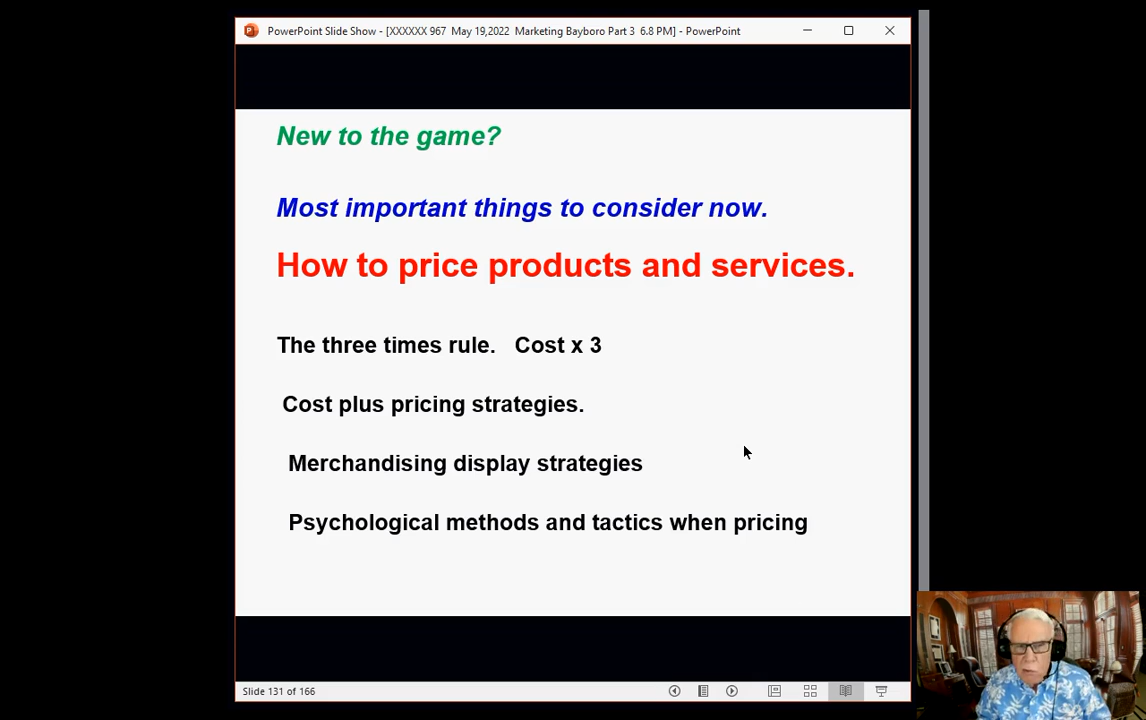 PowerPoint Slide Show - [XXXXXX 967 May 19,2022 Marketing Bayboro Part 3 6.8 PM] - PowerPoint
New to the game?
Most important things to consider now.
How to price products and services.
The three times rule. Cost x 3
Cost plus pricing strategies.
Merchandising display strategies
Psychological methods and tactics when pricing
Slide 131 of 166